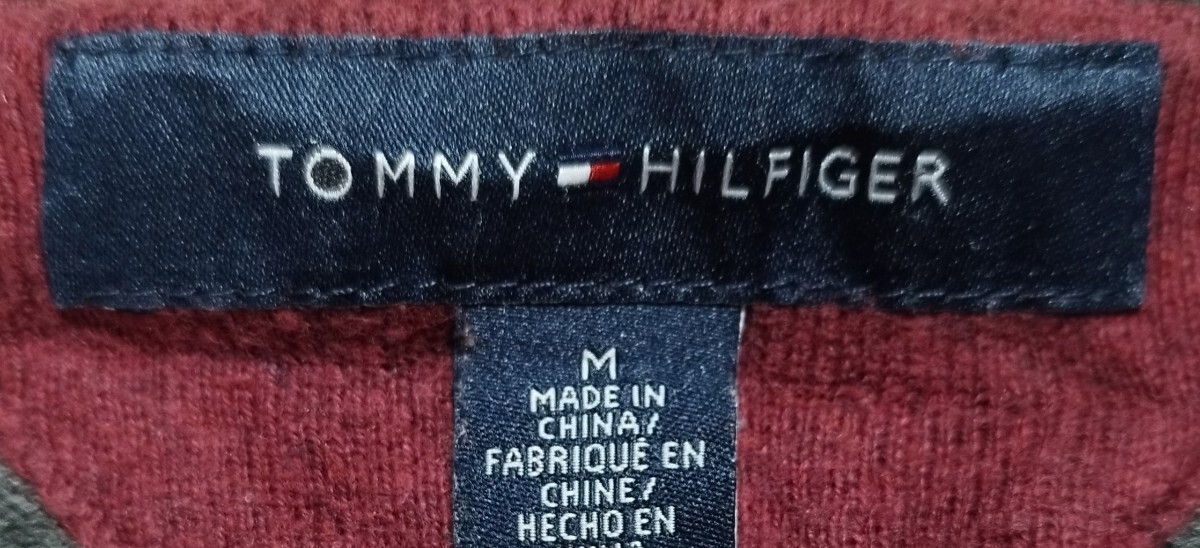 TOMMY HILFIGER
M
MADE IN
CHINA/
FABRIQUÉ EN
CHINE/
HECHO EN